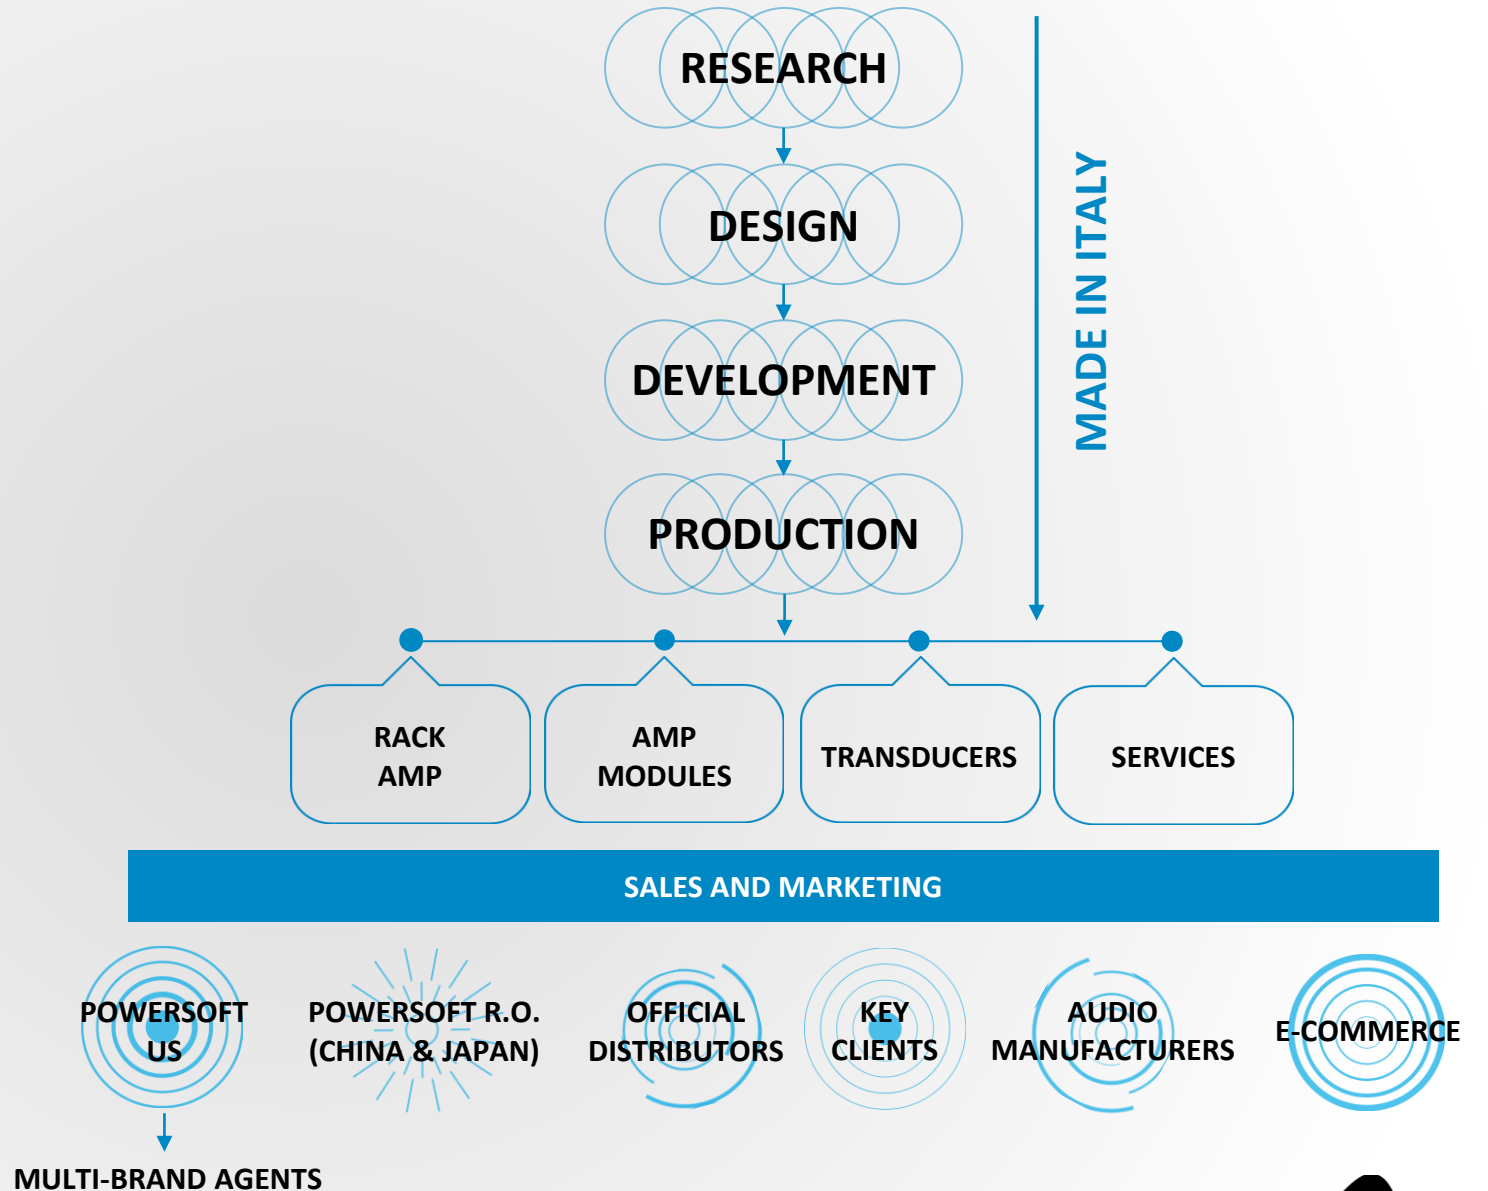 RESEARCH
DESIGN
DEVELOPMENT
PRODUCTION
MADE IN ITALY
RACK
AMP
AMP
MODULES
TRANSDUCERS
SERVICES
SALES AND MARKETING
POWERSOFT
US
POWERSOFT R.O.
(CHINA & JAPAN)
OFFICIAL
DISTRIBUTORS
KEY
CLIENTS
AUDIO
MANUFACTURERS
E-COMMERCE
MULTI-BRAND AGENTS